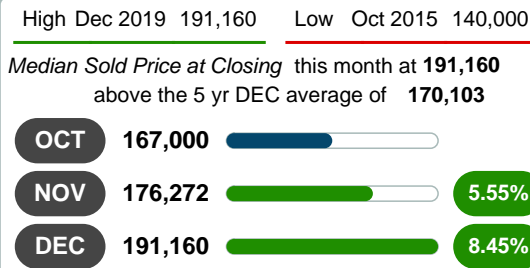 High Dec 2019 191,160 Low Oct 2015 140,000
Median Sold Price at Closing this month at 191,160
above the 5 yr DEC average of 170,103
OCT 167,000
NOV 176,272 5.55%
DEC 191,160 8.45%